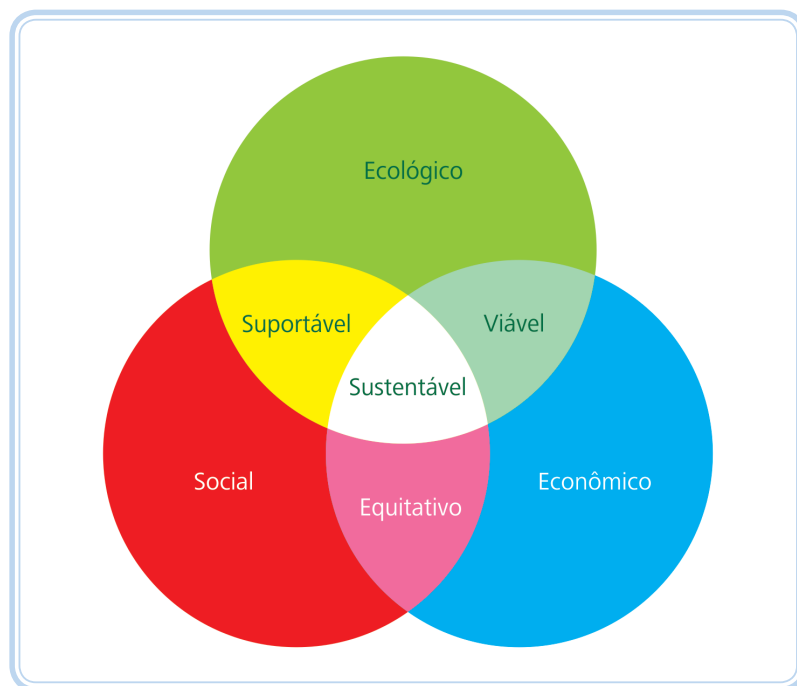 Ecológico
Suportável
Viável
Sustentável
Social
Econômico
Equitativo